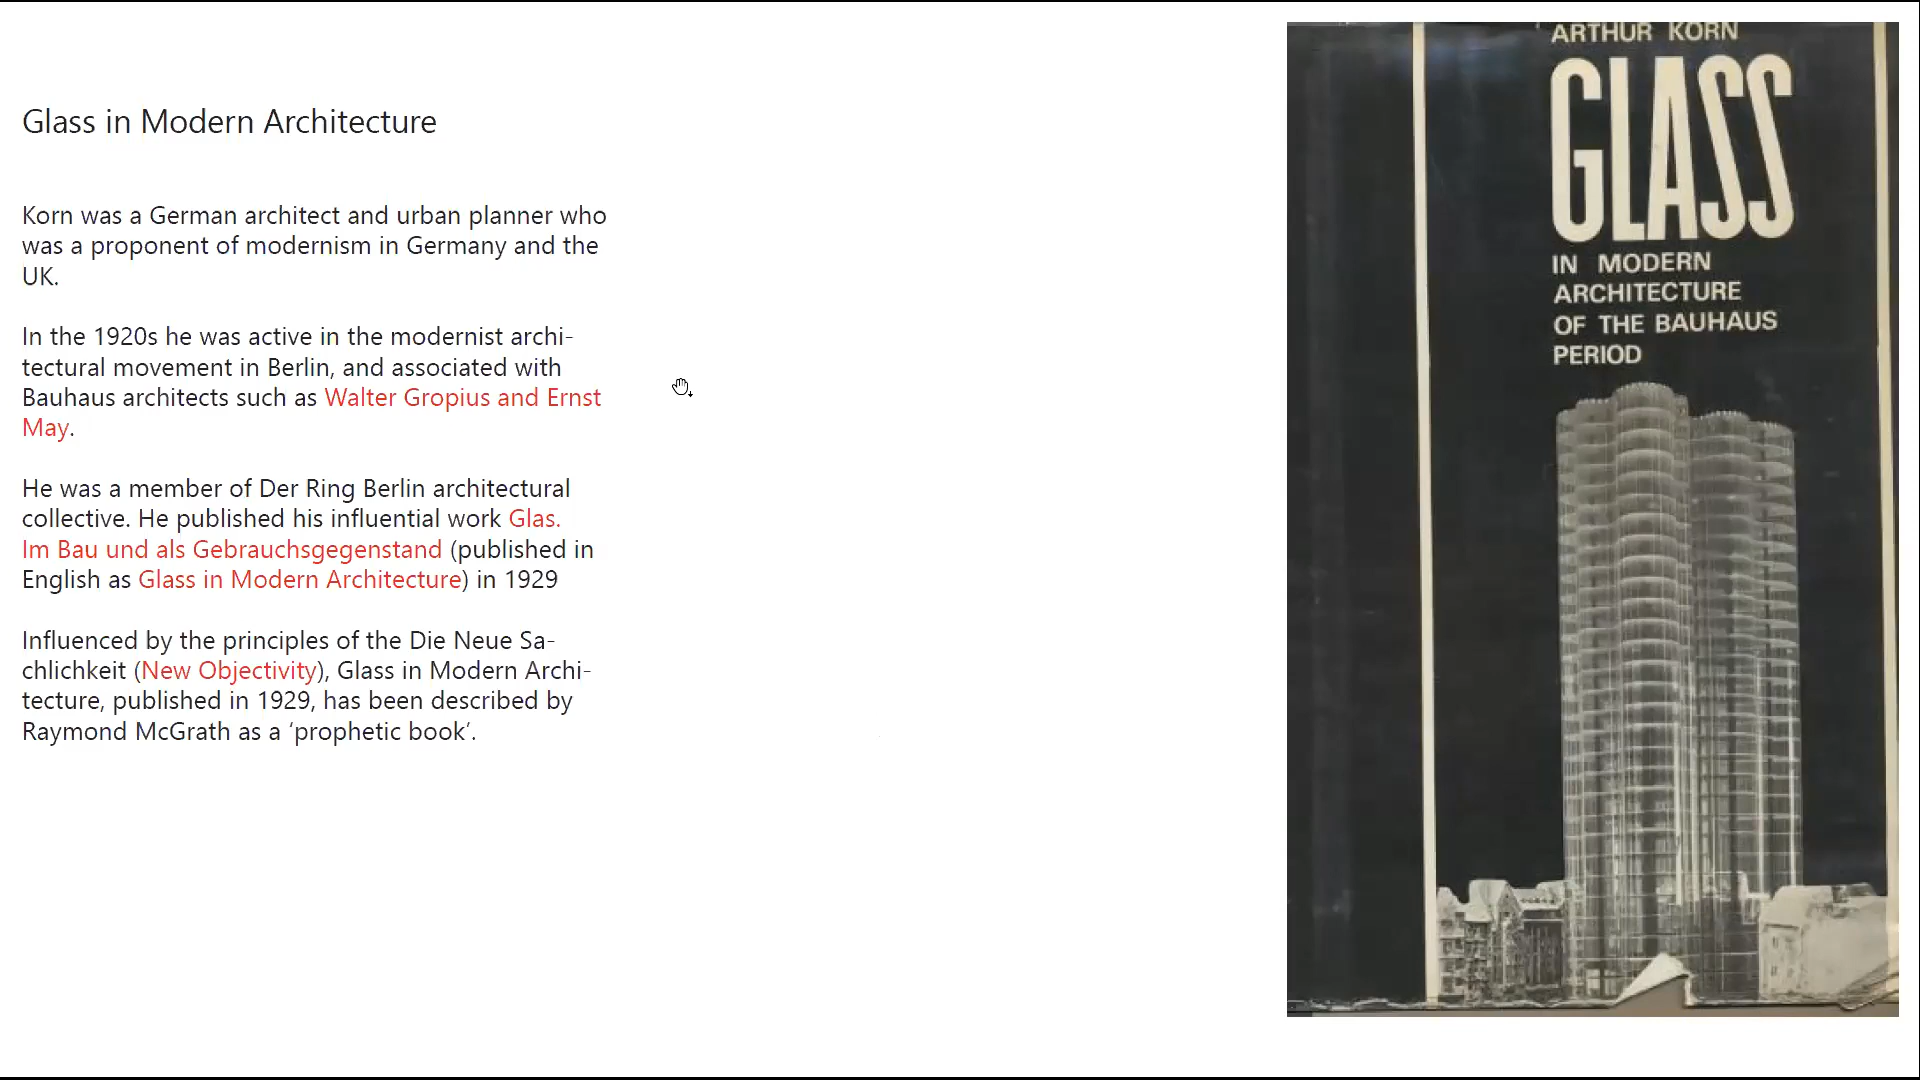 Glass in Modern Architecture
Korn was a German architect and urban planner who
was a proponent of modernism in Germany and the
UK.
In the 1920s he was active in the modernist archi-
tectural movement in Berlin, and associated with
Bauhaus architects such as Walter Gropius and Ernst
May.
He was a member of Der Ring Berlin architectural
collective. He published his influential work Glas.
Im Bau und als Gebrauchsgegenstand (published in
English as Glass in Modern Architecture) in 1929
Influenced by the principles of the Die Neue Sa-
chlichkeit (New Objectivity), Glass in Modern Archi-
tecture, published in 1929, has been described by
Raymond McGrath as a ‘prophetic book’.
ARTHUR KORN
GLASS
IN MODERN
ARCHITECTURE
OF THE BAUHAUS
PERIOD